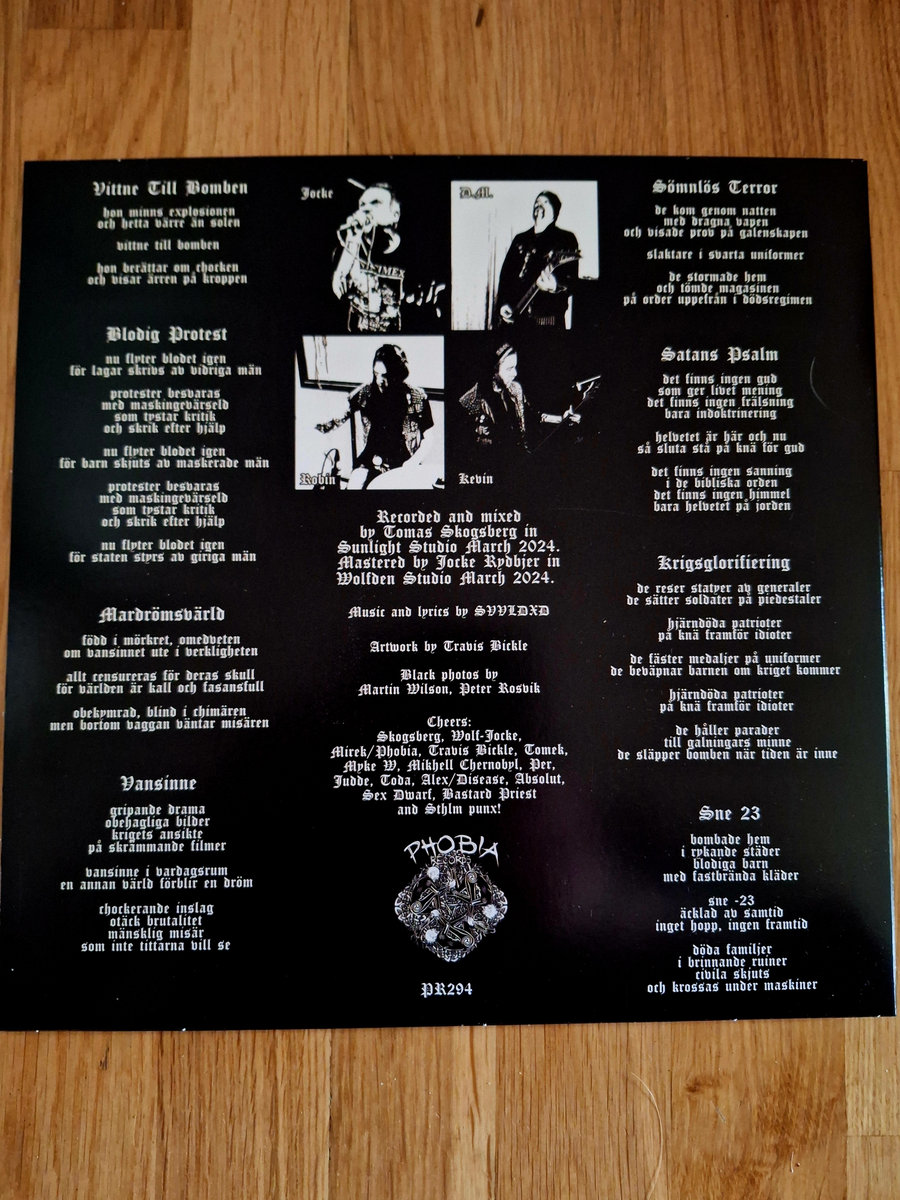 Vittne Till Bomben
hon minns explosionen
och hetta värre än solen
vittne till bomben
hon berättar om chocken
och visar ärren på kroppen
Blodig Protest
nu flyter blodet igen
för lagar skrivs av vidriga män
protester besvaras
med maskingevärseld
som tystar kritik
och skrik efter hjälp
nu flyter blodet igen
för barn skjuts av maskerade män
protester besvaras
med maskingevärseld
som tystar kritik
och skrik efter hjälp
nu flyter blodet igen
för staten styrs av giriga män
Mardrömsvärld
född i mörkret, omedveten
om vansinnet ute i verkligheten
allt censureras för deras skull
för världen är kall och fasansfull
obekymrad, blind i chimären
men bortom vaggan väntar misären
Vansinne
gripande drama
obehagliga bilder
krigets ansikte
på skrämmande filmer
vansinne i vardagsrum
en annan värld förblir en dröm
chockerande inslag
otäck brutalitet
mänsklig misär
som inte tittarna vill se
Jocke
D.M.
Robin
Kevin
Recorded and mixed
by Tomas Skogsberg in
Sunlight Studio March 2024.
Mastered by Jocke Rydbjer in
Wolfden Studio March 2024.
Music and lyrics by SVVLDXD
Artwork by Travis Bickle
Black photos by
Martin Wilson, Peter Rosvik
Cheers:
Skogsberg, Wolf-Jocke,
Mirek/Phobia, Travis Bickle, Tomek,
Myke W, Mikhell Chernobyl, Per,
Judde, Toda, Alex/Disease, Absolut,
Sex Dwarf, Bastard Priest
and Sthlm punx!
PHOBIA
RECORDS
PR294
Sömnlös Terror
de kom genom natten
med dragna vapen
och visade prov på galenskapen
slaktare i svarta uniformer
de stormade hem
och tömde magasinen
på order uppefrån i dödsregimen
Satans Psalm
det finns ingen gud
som ger livet mening
det finns ingen frälsning
bara indoktrinering
helvetet är här och nu
så sluta stå på knä för gud
det finns ingen sanning
i de bibliska orden
det finns ingen himmel
bara helvetet på jorden
Krigsglorifiering
de reser statyer av generaler
de sätter soldater på piedestaler
hjärndöda patrioter
på knä framför idioter
de fäster medaljer på uniformer
de beväpnar barnen om kriget kommer
hjärndöda patrioter
på knä framför idioter
de håller parader
till galningars minne
de släpper bomben när tiden är inne
Sne 23
bombade hem
i rykande städer
blodiga barn
med fastbrända kläder
sne -23
äcklad av samtid
inget hopp, ingen framtid
döda familjer
i brinnande ruiner
civila skjuts
och krossas under maskiner